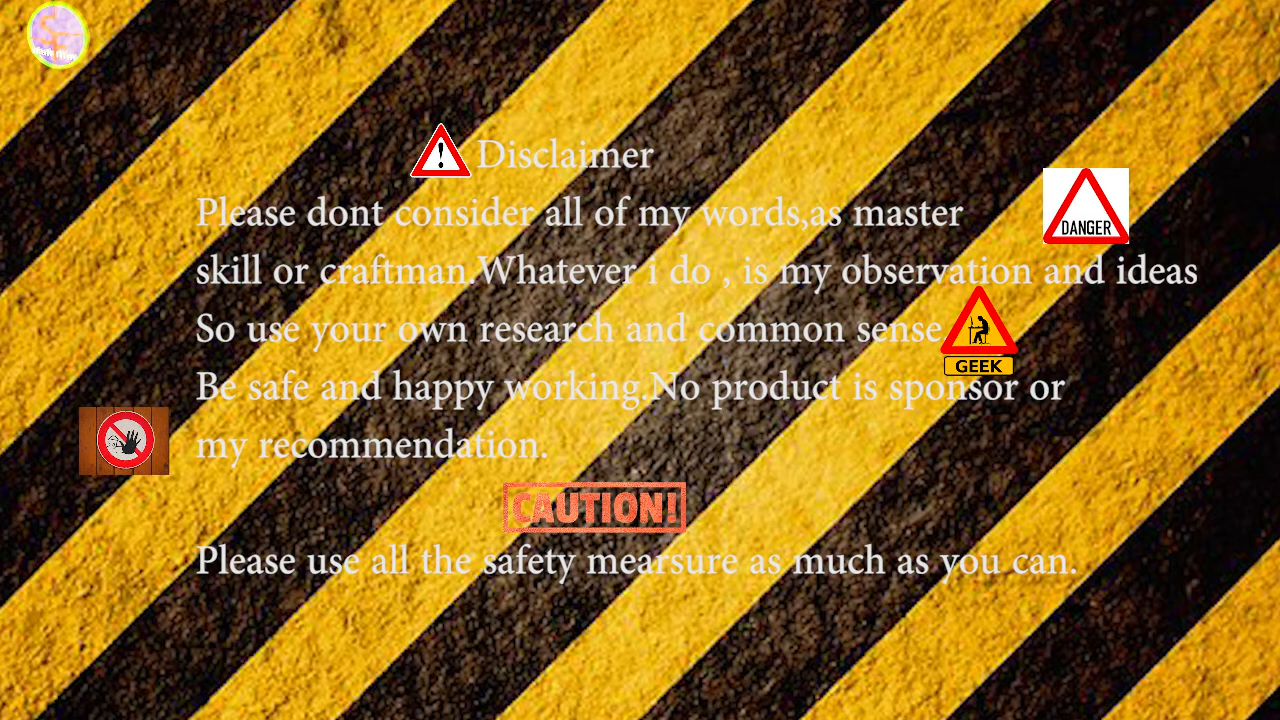 Disclaimer
Please dont consider all of my words,as master
DANGER
skill or craftman.Whatever i do , is my observation and ideas
So use your own research and common sense
GEEK
Be safe and happy working.No product is sponsor or
my recommendation.
CAUTION!
Please use all the safety mearsure as much as you can.